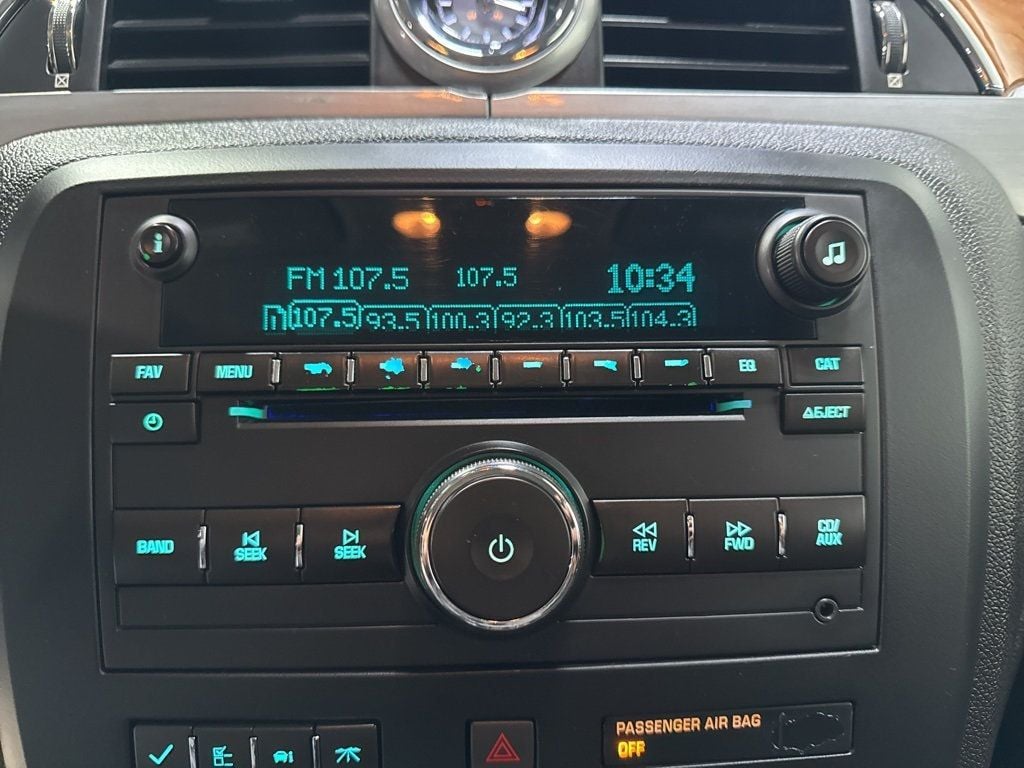 i
FM 107.5 107.5 10:34
107.5 93.5 100.3 92.3 103.5 104.3
FAV MENU EQ CAT
EJECT
BAND SEEK SEEK REV FWD CD/
AUX
PASSENGER AIR BAG
OFF